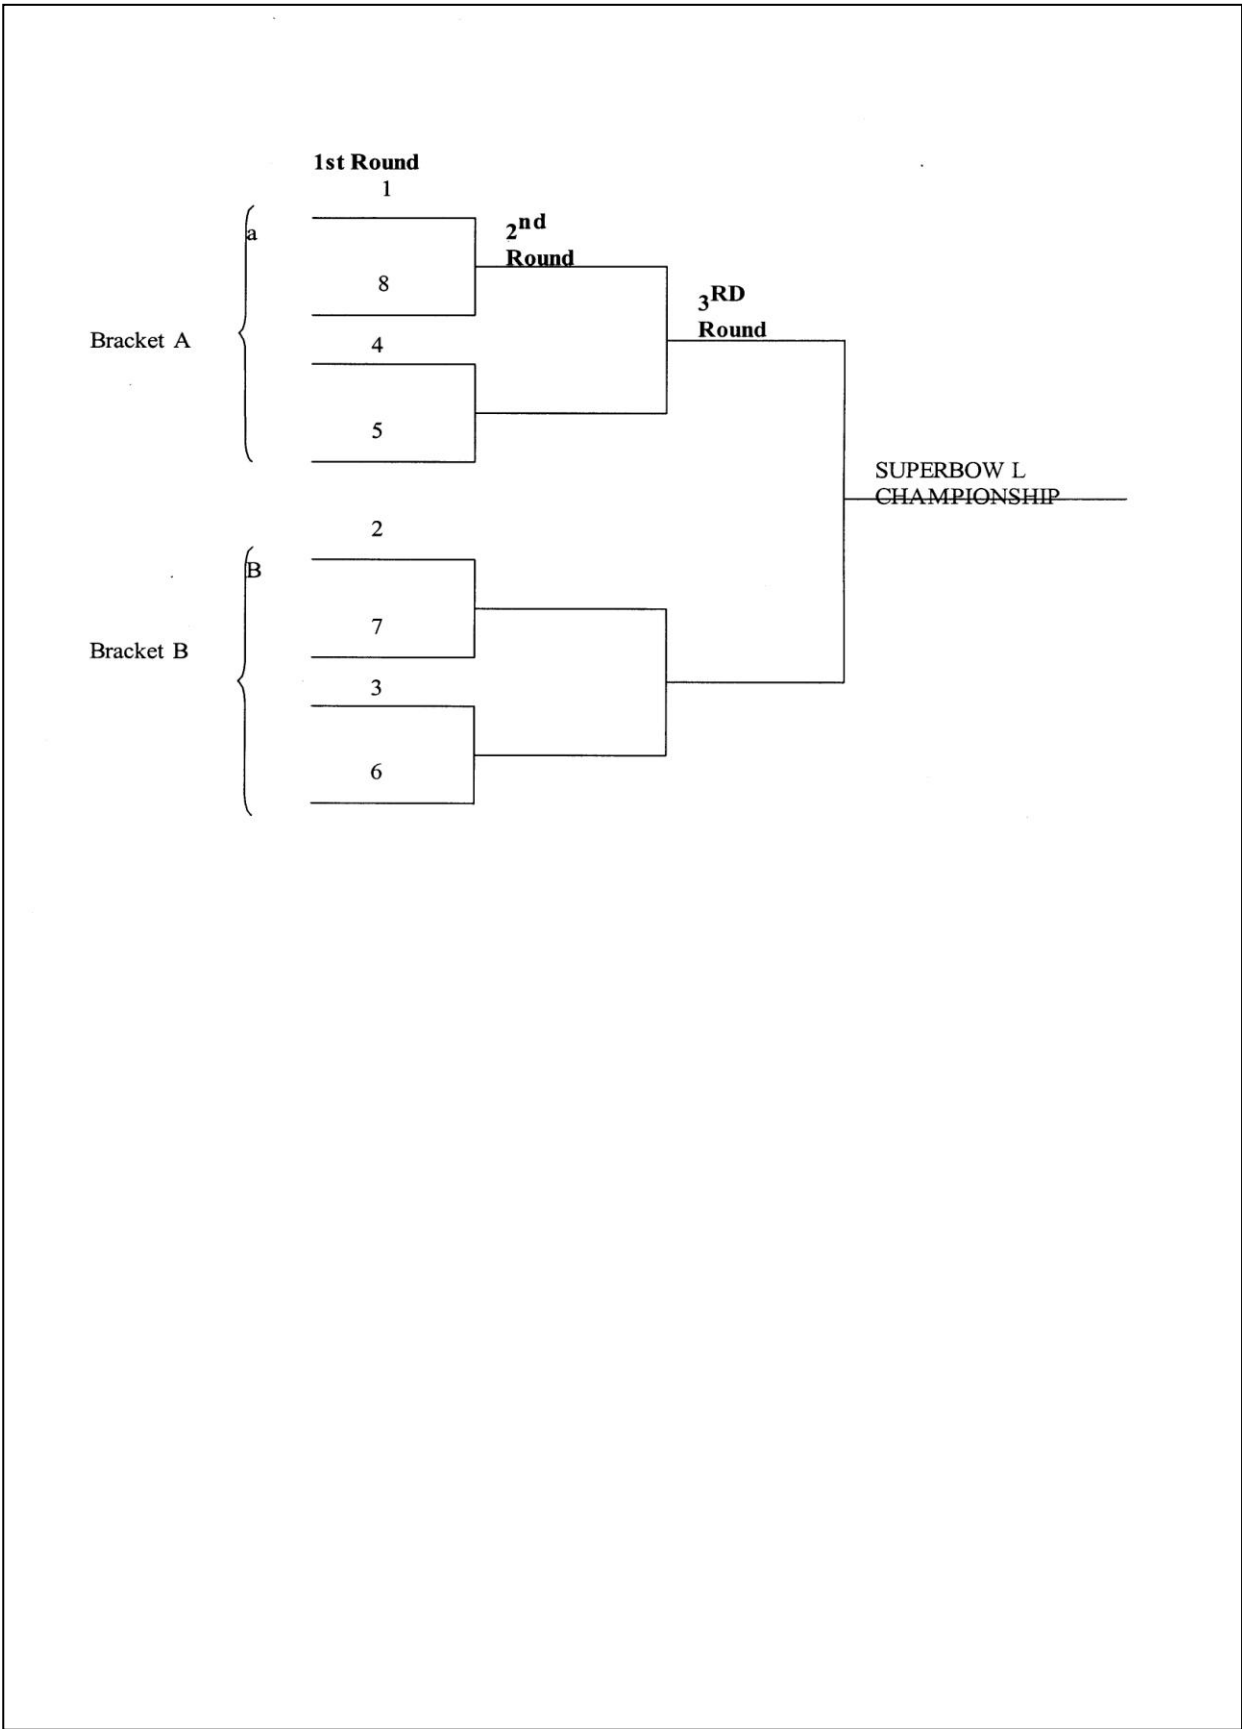 1st Round
1
a
2nd
Round
8
3RD
Round
Bracket A
4
5
SUPERBOW L
CHAMPIONSHIP
2
B
7
Bracket B
3
6